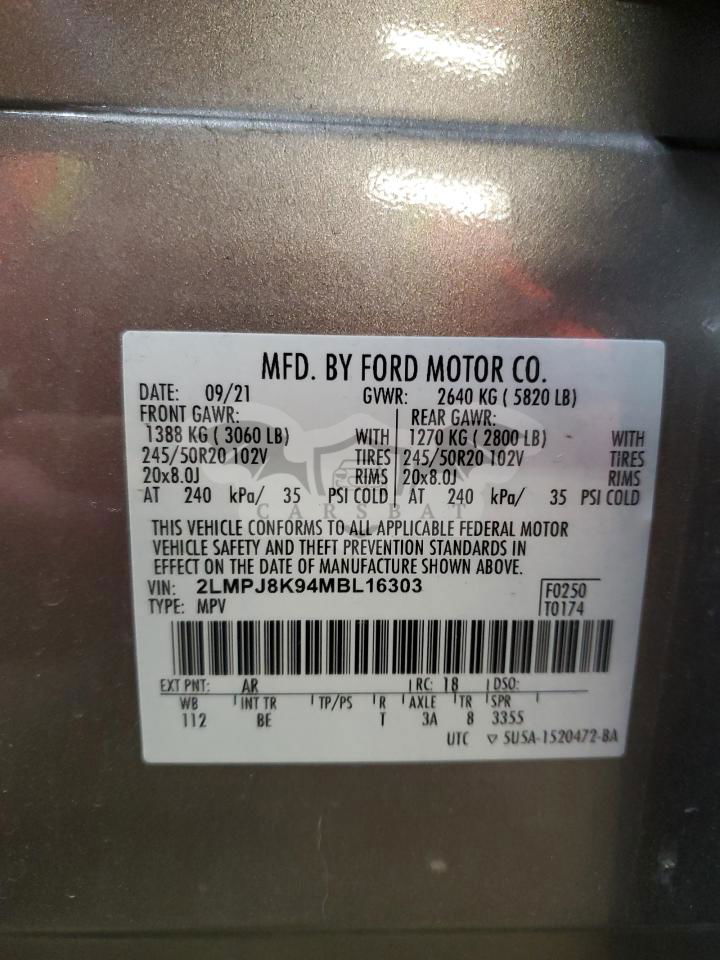 MFD. BY FORD MOTOR CO.
DATE: 09/21 GVWR: 2640 KG ( 5820 LB)
FRONT GAWR: REAR GAWR:
1388 KG ( 3060 LB) WITH 1270 KG ( 2800 LB) WITH
245/50R20 102V TIRES 245/50R20 102V TIRES
20x8.0J RIMS 20x8.0J RIMS
AT 240 kPa/ 35 PSI COLD AT 240 kPa/ 35 PSI COLD
CARSBAT
THIS VEHICLE CONFORMS TO ALL APPLICABLE FEDERAL MOTOR
VEHICLE SAFETY AND THEFT PREVENTION STANDARDS IN
EFFECT ON THE DATE OF MANUFACTURE SHOWN ABOVE.
VIN: 2LMPJ8K94MBL16303 F0250
TYPE: MPV T0174
EXT PNT: AR RC: 18 DSO:
WB INT TR TP/PS R AXLE TR SPR
112 BE T 3A 8 3355
UTC ▽ 5U5A-1520472-BA